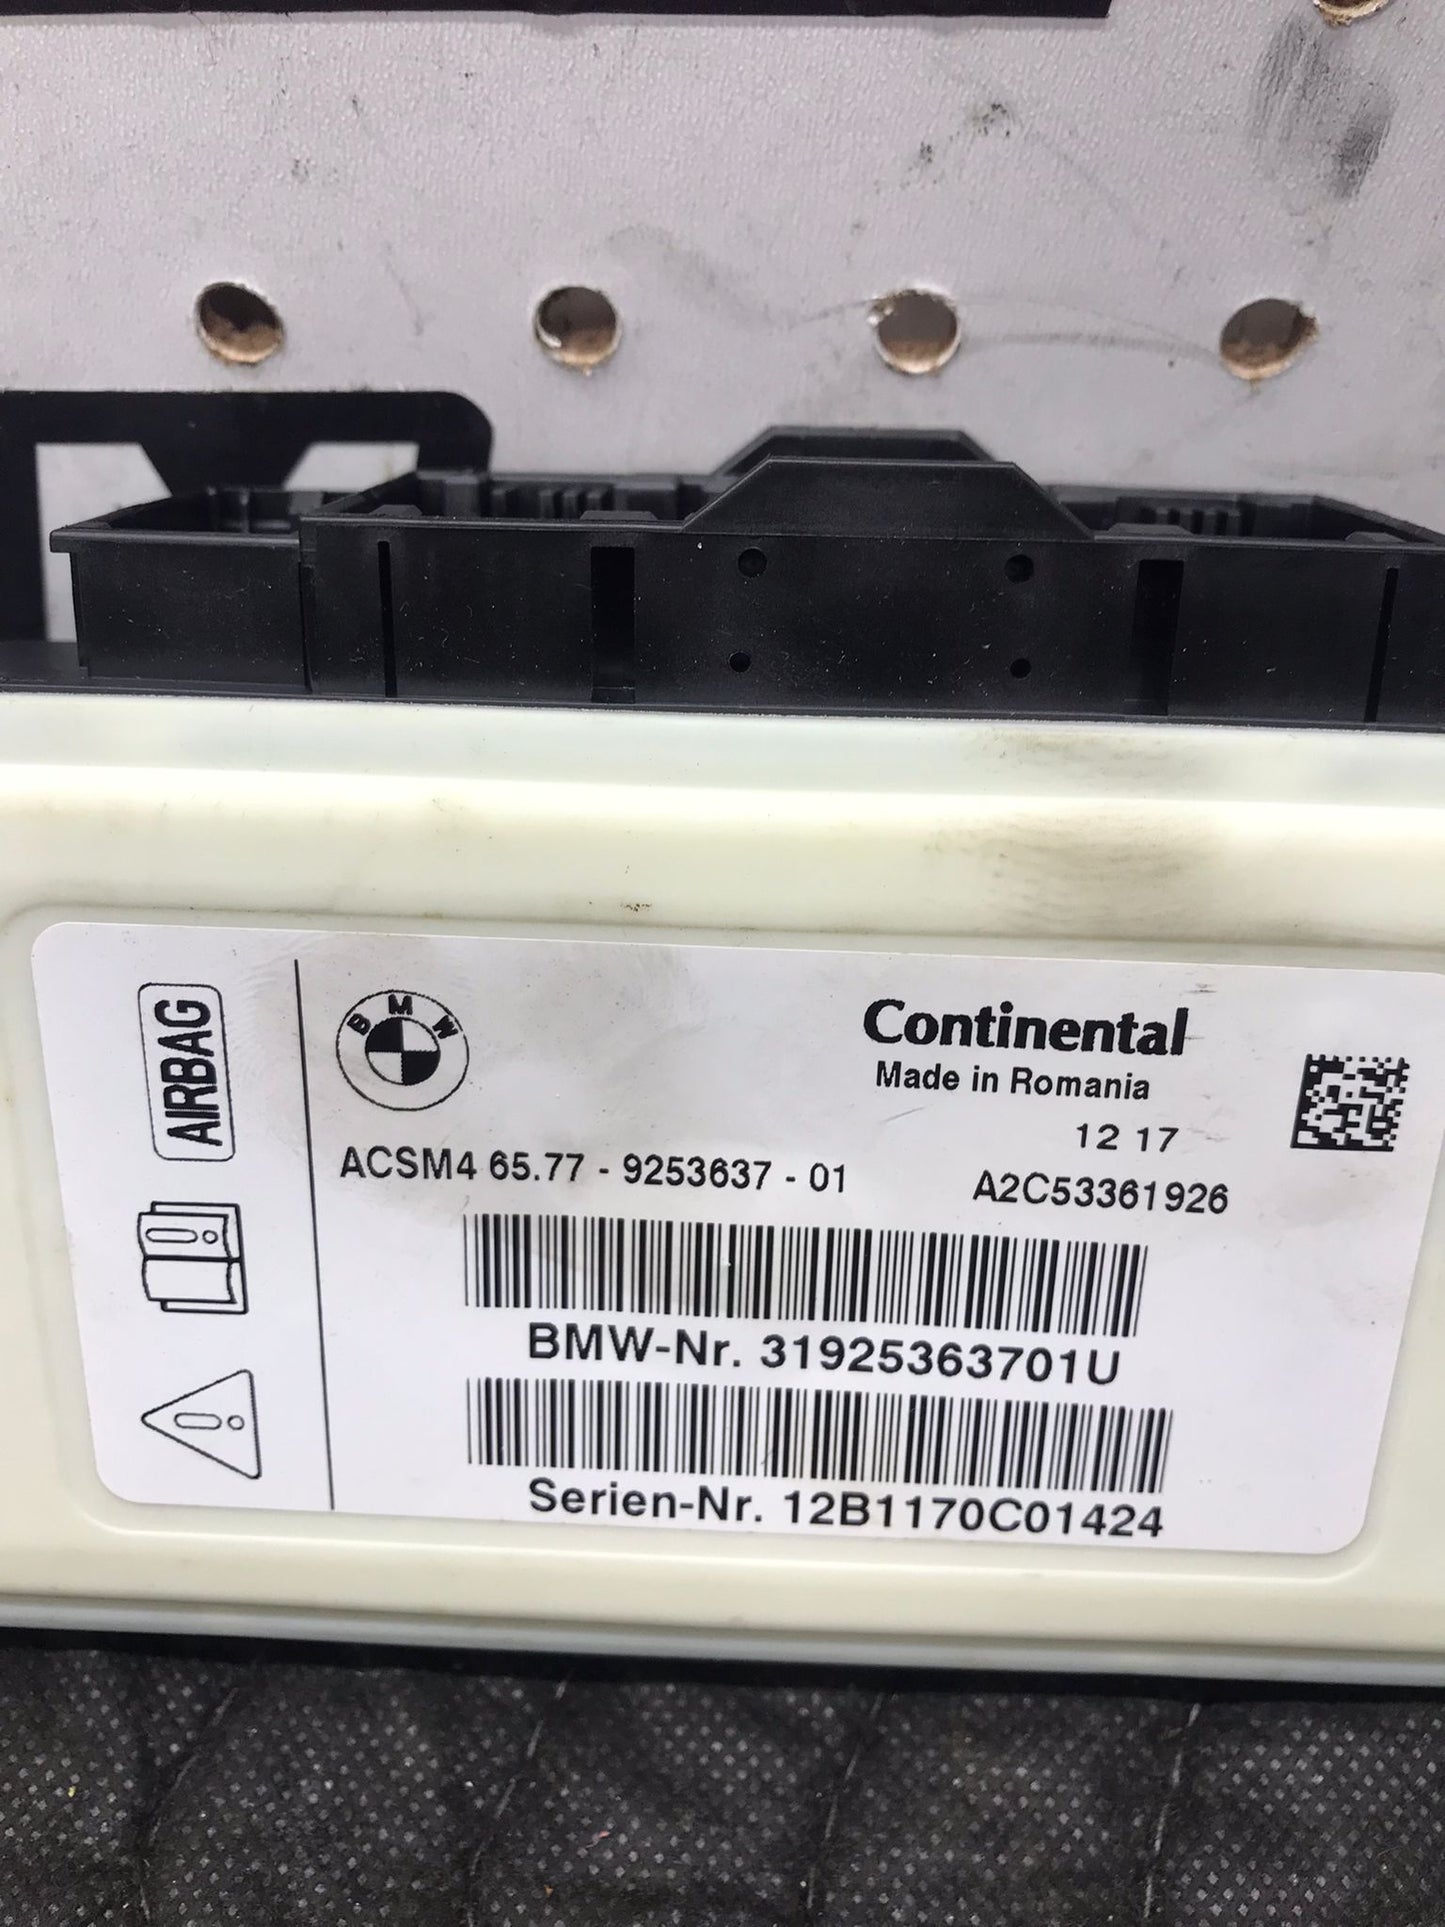 AIRBAG
BMW
Continental
Made in Romania
12 17
ACSM4 65.77 - 9253637 - 01
A2C53361926
BMW-Nr. 31925363701U
Serien-Nr. 12B1170C01424